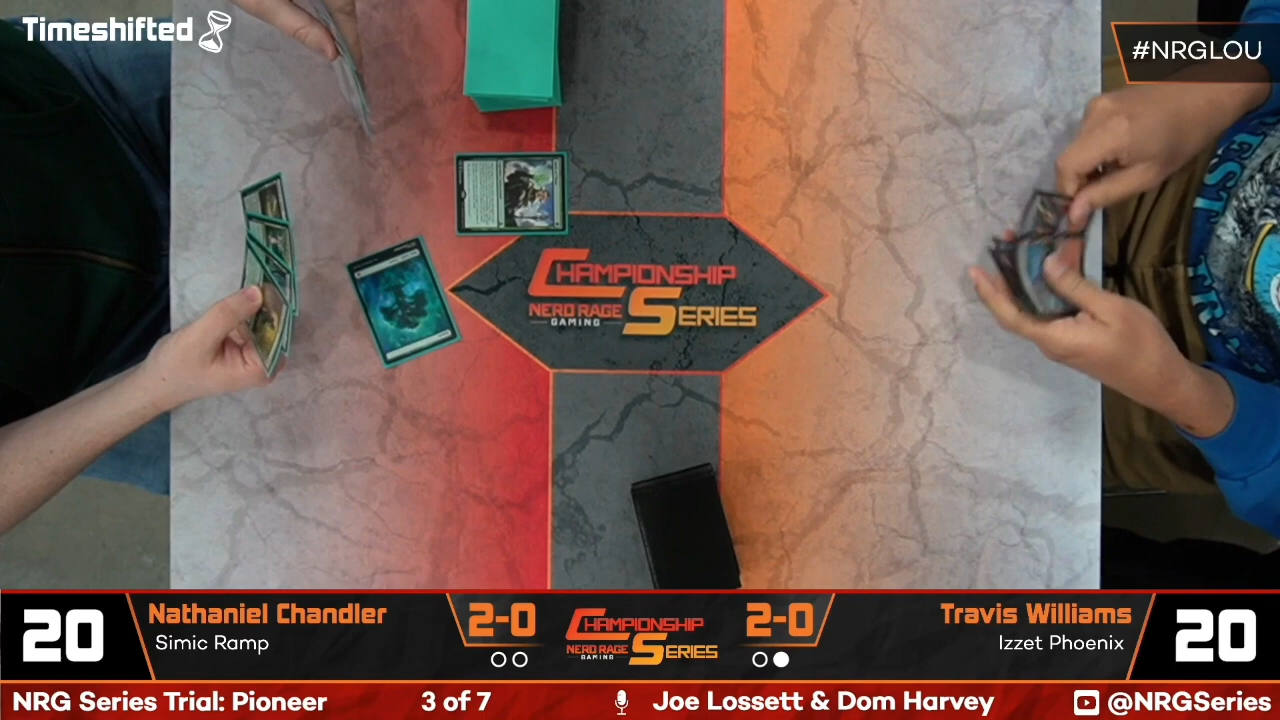 Timeshifted
#NRGLOU
CHAMPIONSHIP
NERD RAGE
GAMING
SERIES
20
Nathaniel Chandler
Simic Ramp
2-0
CHAMPIONSHIP
NERD RAGE
GAMING
SERIES
2-0
Travis Williams
Izzet Phoenix
20
NRG Series Trial: Pioneer
3 of 7
Joe Lossett & Dom Harvey
@NRGSeries